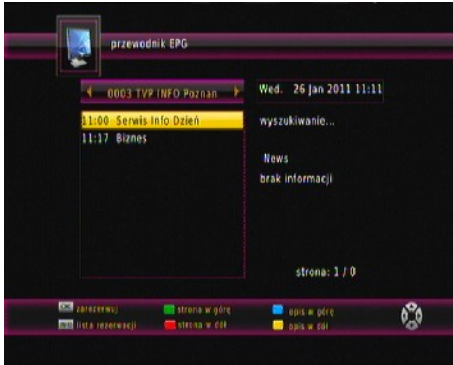 przewodnik EPG
0003 TVP INFO Poznan
Wed. 26 Jan 2011 11:11
11:00 Serwis Info Dzień
11:17 Biznes
wyszukiwanie...
News
brak informacji
strona: 1 / 0
zarezerwuj
strona w górę
opis w górę
lista rezerwacji
strona w dół
opis w dół